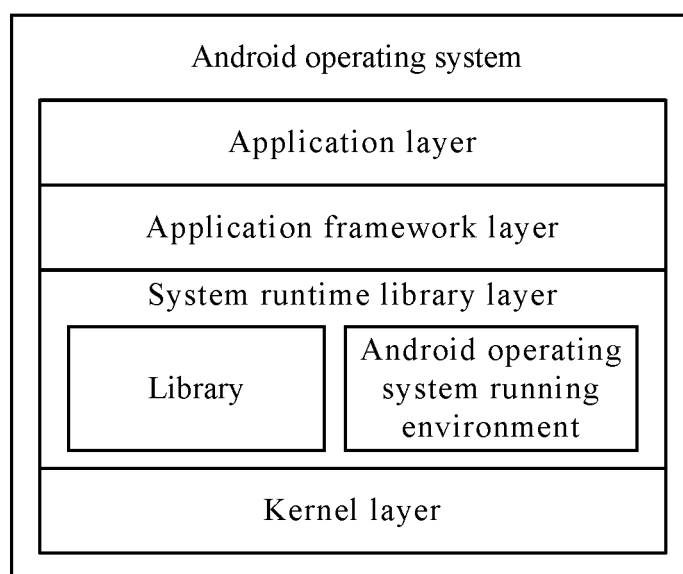 Android operating system
Application layer
Application framework layer
System runtime library layer
Library
Android operating
system running
environment
Kernel layer